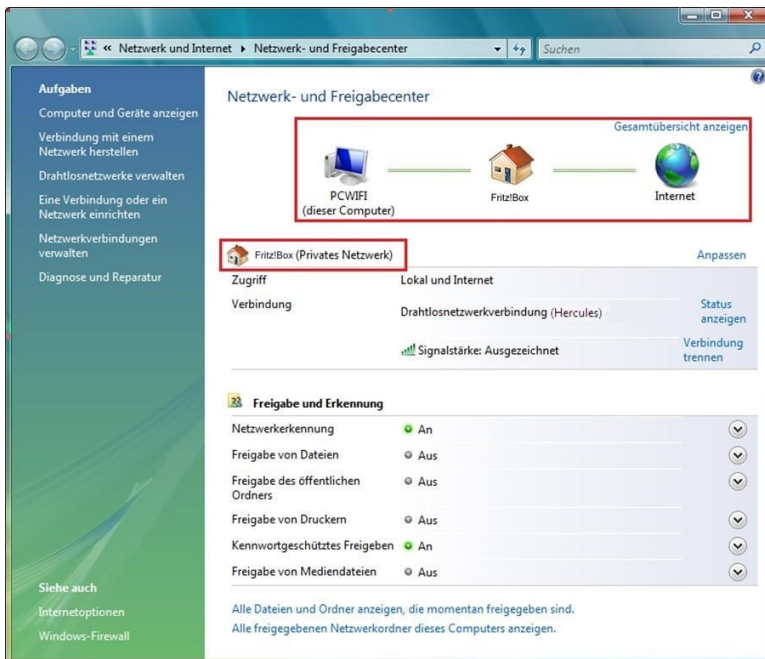 « Netzwerk und Internet ▸ Netzwerk- und Freigabecenter
Suchen
Aufgaben
Computer und Geräte anzeigen
Verbindung mit einem
Netzwerk herstellen
Drahtlosnetzwerke verwalten
Eine Verbindung oder ein
Netzwerk einrichten
Netzwerkverbindungen
verwalten
Diagnose und Reparatur
Siehe auch
Internetoptionen
Windows-Firewall
Netzwerk- und Freigabecenter
Gesamtübersicht anzeigen
PCWIFI
(dieser Computer)
Fritz!Box
Internet
Fritz!Box (Privates Netzwerk)
Anpassen
Zugriff
Lokal und Internet
Verbindung
Drahtlosnetzwerkverbindung (Hercules)
Status
anzeigen
Signalstärke: Ausgezeichnet
Verbindung
trennen
Freigabe und Erkennung
Netzwerkerkennung
An
Freigabe von Dateien
Aus
Freigabe des öffentlichen
Ordners
Aus
Freigabe von Druckern
Aus
Kennwortgeschütztes Freigeben
An
Freigabe von Mediendateien
Aus
Alle Dateien und Ordner anzeigen, die momentan freigegeben sind.
Alle freigegebenen Netzwerkordner dieses Computers anzeigen.